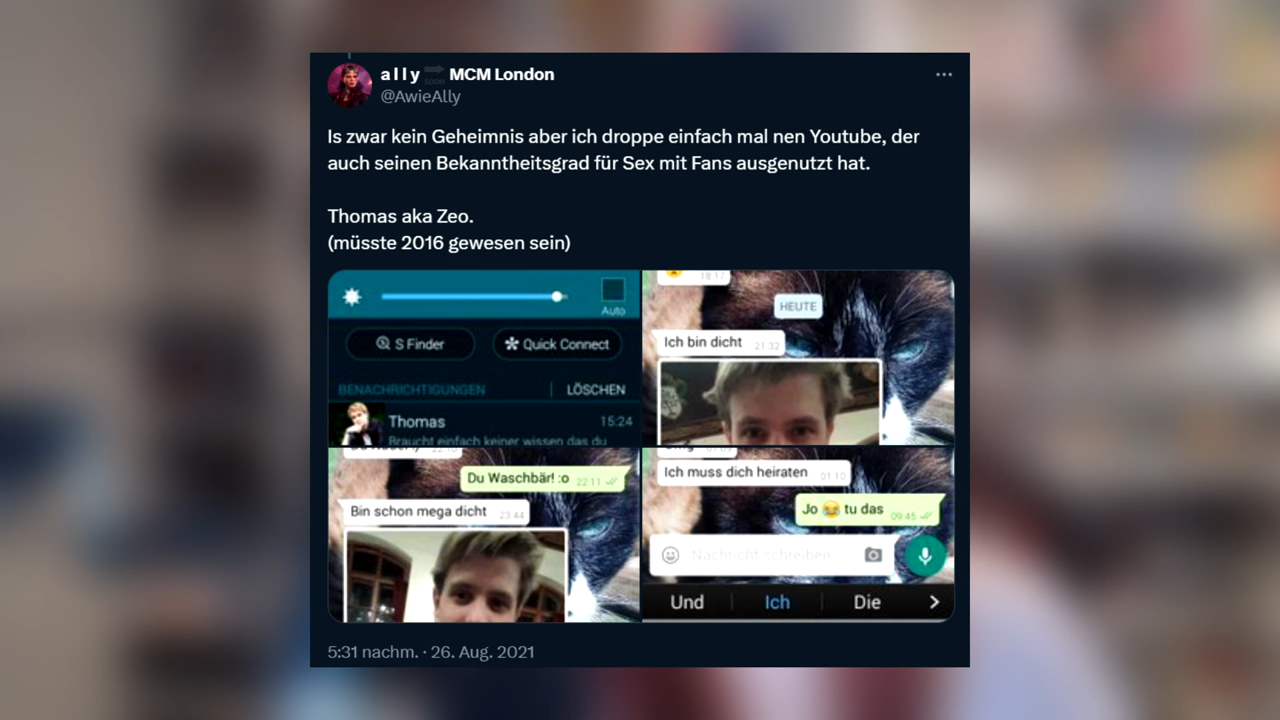 ally SOON MCM London
@AwieAlly
Is zwar kein Geheimnis aber ich droppe einfach mal nen Youtube, der
auch seinen Bekanntheitsgrad für Sex mit Fans ausgenutzt hat.
Thomas aka Zeo.
(müsste 2016 gewesen sein)
Auto
S Finder
Quick Connect
BENACHRICHTIGUNGEN
LÖSCHEN
Thomas
15:24
Braucht einfach keiner wissen das du
18:17
HEUTE
Ich bin dicht 21:32
Du Waschbär! :o 22:11
Bin schon mega dicht 23:44
Ich muss dich heiraten 01:10
Jo 😂 tu das 09:45
Nachricht schreiben
Und
Ich
Die
5:31 nachm. · 26. Aug. 2021